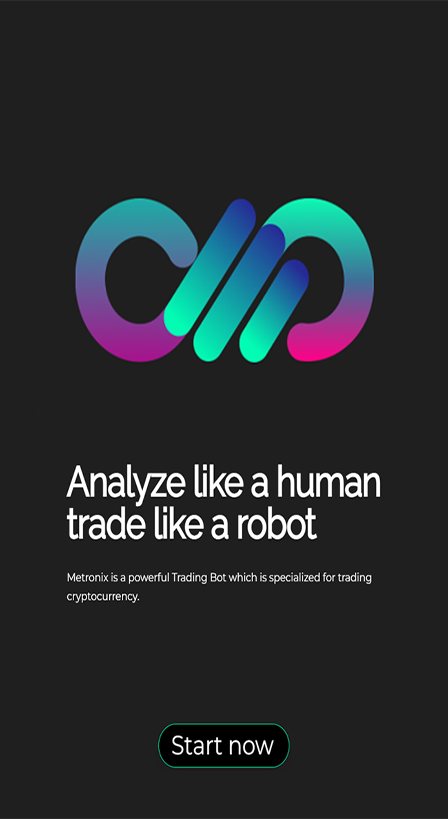 Analyze like a human
trade like a robot
Metronix is a powerful Trading Bot which is specialized for trading
cryptocurrency.
Start now